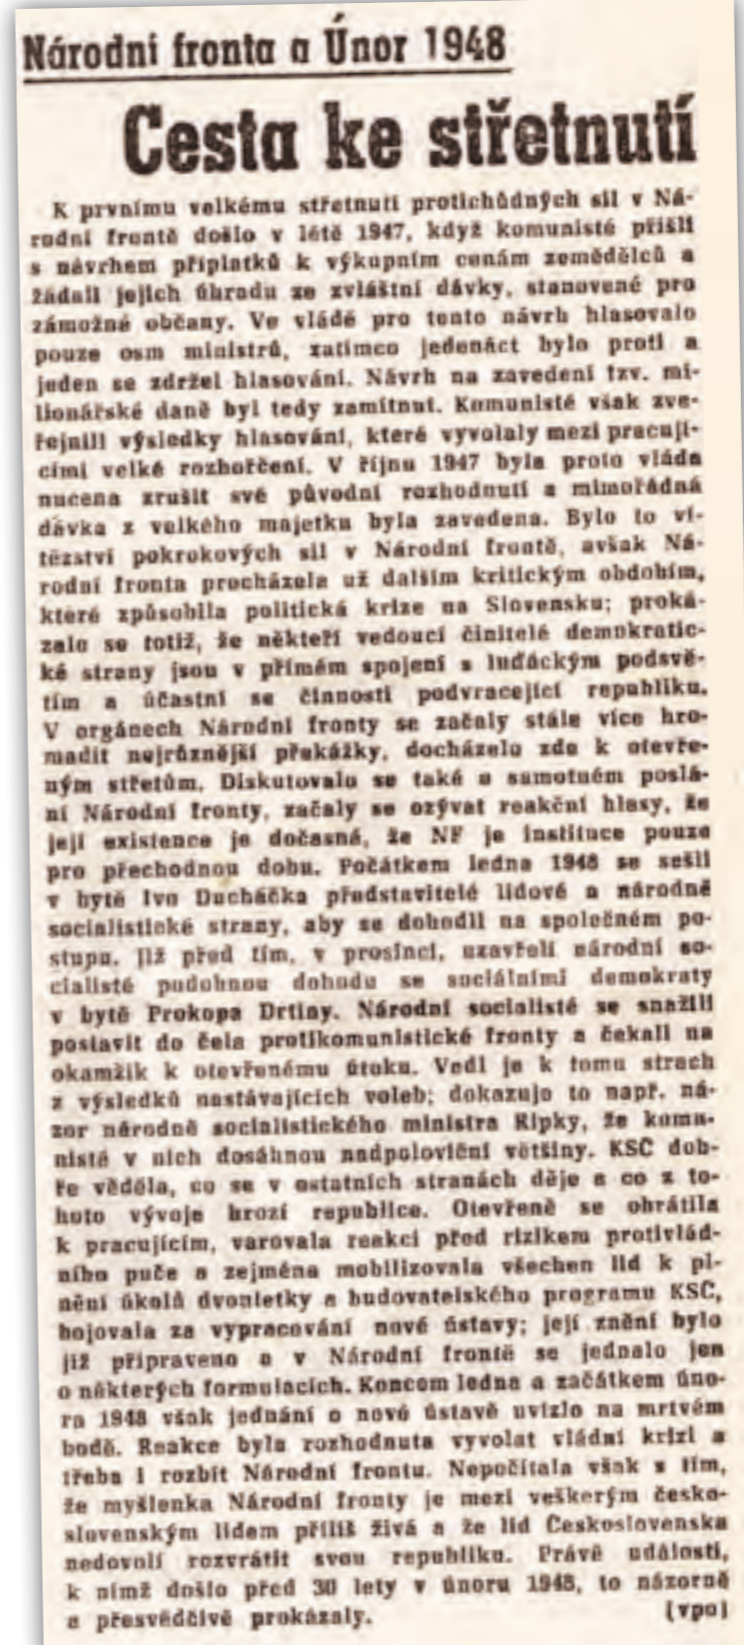 Národní fronta a Únor 1948
Cesta ke střetnutí
K prvnímu velkému střetnutí protichůdných sil v Ná-
rodní frontě došlo v létě 1947, když komunisté přišli
s návrhem příplatků k výkupním cenám zemědělců a
žádali jejich úhradu ze zvláštní dávky, stanovené pro
zámožné občany. Ve vládě pro tento návrh hlasovalo
pouze osm ministrů, zatímco jedenáct bylo proti a
jeden se zdržel hlasování. Návrh na zavedení tzv. mi-
lionářské daně byl tedy zamítnut. Komunisté však zve-
řejnili výsledky hlasování, které vyvolaly mezi pracují-
cími velké rozhořčení. V říjnu 1947 byla proto vláda
nucena zrušit své původní rozhodnutí a mimořádná
dávka z velkého majetku byla zavedena. Bylo to ví-
tězství pokrokových sil v Národní frontě, avšak Ná-
rodní fronta procházela už dalším kritickým obdobím,
které způsobila politická krize na Slovensku; proká-
zalo se totiž, že někteří vedoucí činitelé demokratic-
ké strany jsou v přímém spojení s luďáckým podsvě-
tím a účastní se činnosti podvracející republiku.
V orgánech Národní fronty se začaly stále více hro-
madit nejrůznější překážky, docházelo zde k otevře-
ným střetům. Diskutovalo se také o samotném poslá-
ní Národní fronty, začaly se ozývat reakční hlasy, že
její existence je dočasná, že NF je instituce pouze
pro přechodnou dobu. Počátkem ledna 1948 se sešli
v bytě Ivo Ducháčka představitelé lidové a národně
socialistické strany, aby se dohodli na společném po-
stupu. Již před tím, v prosinci, uzavřeli národní so-
cialisté podobnou dohodu se sociálními demokraty
v bytě Prokopa Drtiny. Národní socialisté se snažili
postavit do čela protikomunistické fronty a čekali na
okamžik k otevřenému útoku. Vedl je k tomu strach
z výsledků nastávajících voleb; dokazuje to např. ná-
zor národně socialistického ministra Ripky, že komu-
nisté v nich dosáhnou nadpoloviční většiny. KSČ dob-
ře věděla, co se v ostatních stranách děje a co z to-
hoto vývoje hrozí republice. Otevřeně se obrátila
k pracujícím, varovala reakci před rizikem protivlád-
ního puče a zejména mobilizovala všechen lid k pl-
nění úkolů dvouletky a budovatelského programu KSČ,
bojovala za vypracování nové ústavy; její znění bylo
již připraveno a v Národní frontě se jednalo jen
o některých formulacích. Koncem ledna a začátkem úno-
ra 1948 však jednání o nové ústavě uvízlo na mrtvém
bodě. Reakce byla rozhodnuta vyvolat vládní krizi a
třeba i rozbít Národní frontu. Nepočítala však s tím,
že myšlenka Národní fronty je mezi veškerým česko-
slovenským lidem příliš živá a že lid Československa
nedovolí rozvrátit svou republiku. Právě události,
k nimž došlo před 30 lety v únoru 1948, to názorně
a přesvědčivě prokázaly. (vpo)